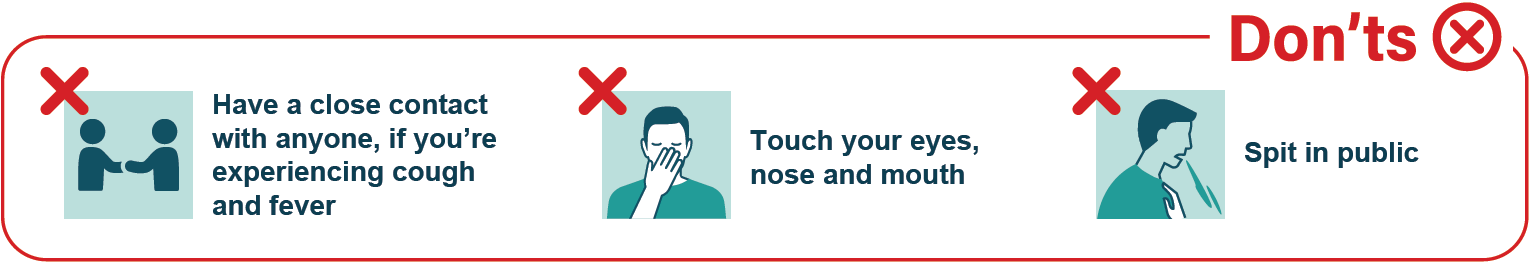 Don'ts
Have a close contact
with anyone, if you're
experiencing cough
and fever
Touch your eyes,
nose and mouth
Spit in public